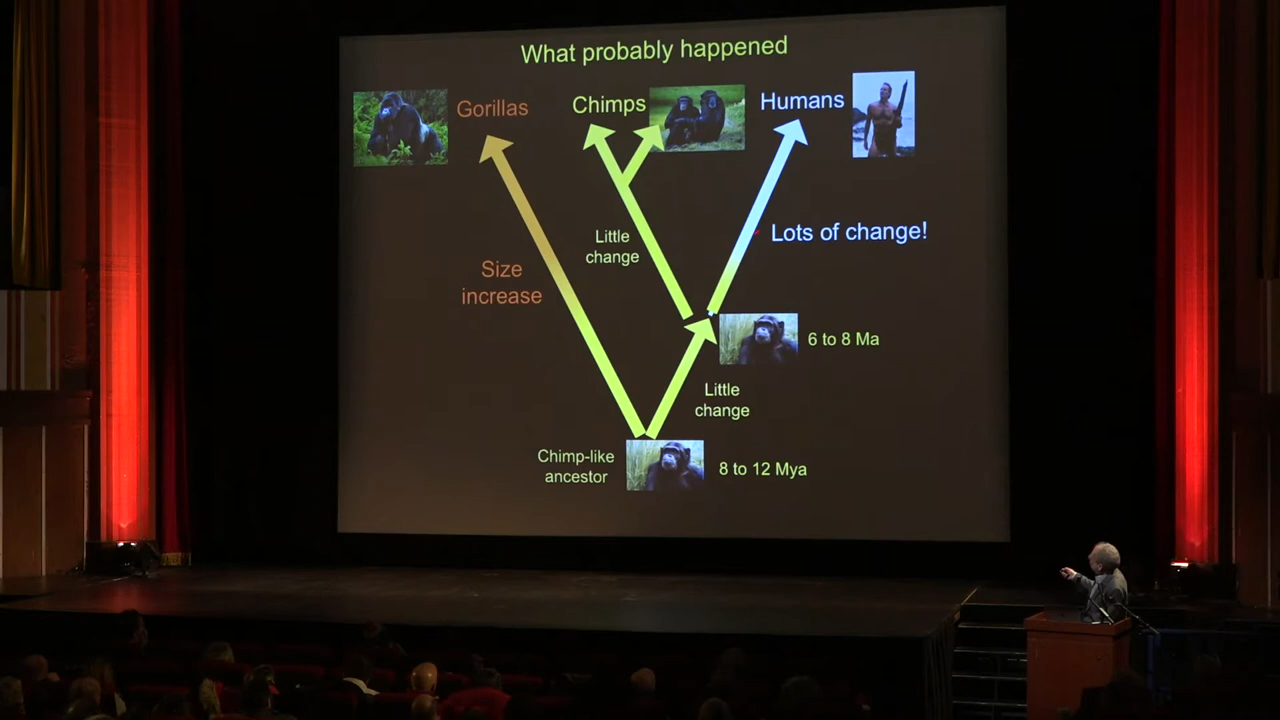 What probably happened
Gorillas
Chimps
Humans
Little
change
Lots of change!
Size
increase
6 to 8 Ma
Little
change
Chimp-like
ancestor
8 to 12 Mya